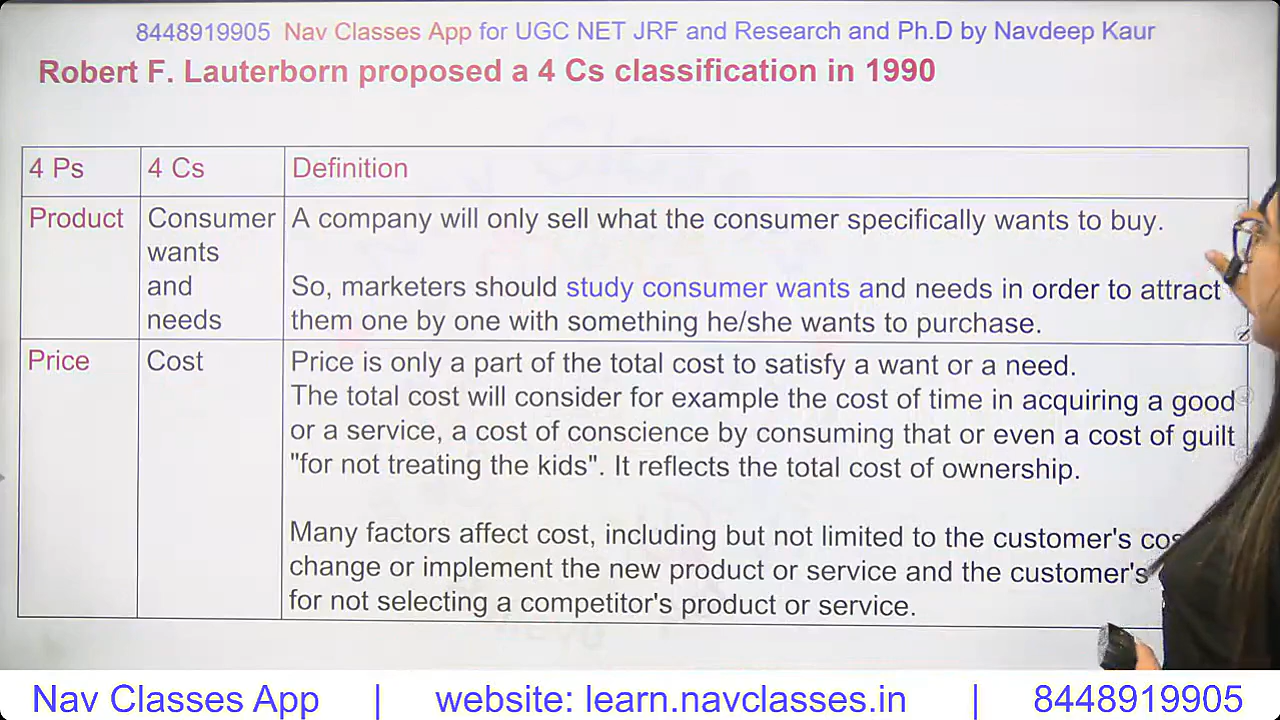 8448919905 Nav Classes App for UGC NET JRF and Research and Ph.D by Navdeep Kaur
Robert F. Lauterborn proposed a 4 Cs classification in 1990
4 Ps
4 Cs
Definition
Product
Consumer
wants
and
needs
A company will only sell what the consumer specifically wants to buy.
So, marketers should study consumer wants and needs in order to attract
them one by one with something he/she wants to purchase.
Price
Cost
Price is only a part of the total cost to satisfy a want or a need.
The total cost will consider for example the cost of time in acquiring a good
or a service, a cost of conscience by consuming that or even a cost of guilt
"for not treating the kids". It reflects the total cost of ownership.
Many factors affect cost, including but not limited to the customer's
change or implement the new product or service and the customer's
for not selecting a competitor's product or service.
Nav Classes App | website: learn.navclasses.in | 8448919905